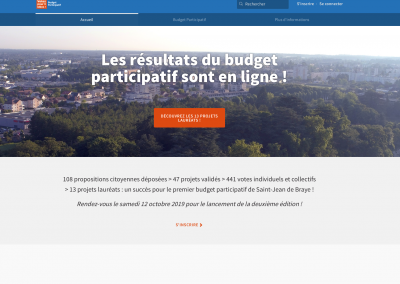 Budget
Participatif
Rechercher
S'inscrire Se connecter
Accueil
Budget Participatif
Plus d'informations
Les résultats du budget
participatif sont en ligne !
DÉCOUVREZ LES 13 PROJETS
LAURÉATS !
108 propositions citoyennes déposées > 47 projets validés > 441 votes individuels et collectifs
> 13 projets lauréats : un succès pour le premier budget participatif de Saint-Jean de Braye !
Rendez-vous le samedi 12 octobre 2019 pour le lancement de la deuxième édition !
S'INSCRIRE